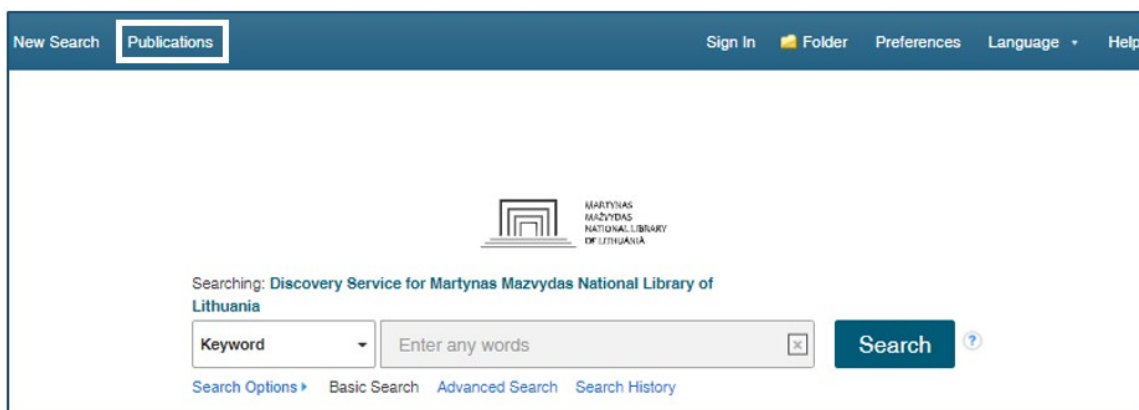 New Search Publications Sign In Folder Preferences Language Help
MARTYNAS
MAŽVYDAS
NATIONAL LIBRARY
OF LITHUANIA
Searching: Discovery Service for Martynas Mazvydas National Library of
Lithuania
Keyword Enter any words Search ?
Search Options Basic Search Advanced Search Search History